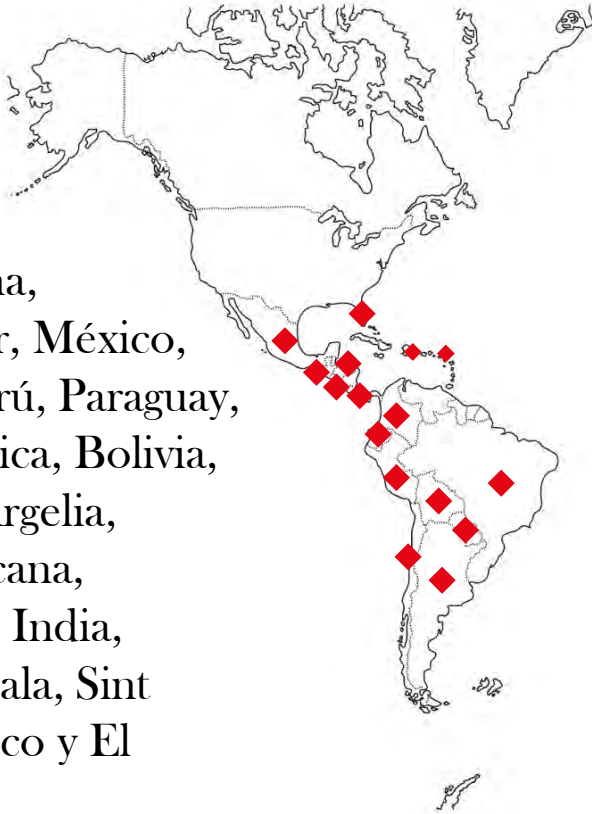 na,
r, México,
rú, Paraguay,
ica, Bolivia,
rgelia,
cana,
India,
ala, Sint
co y El